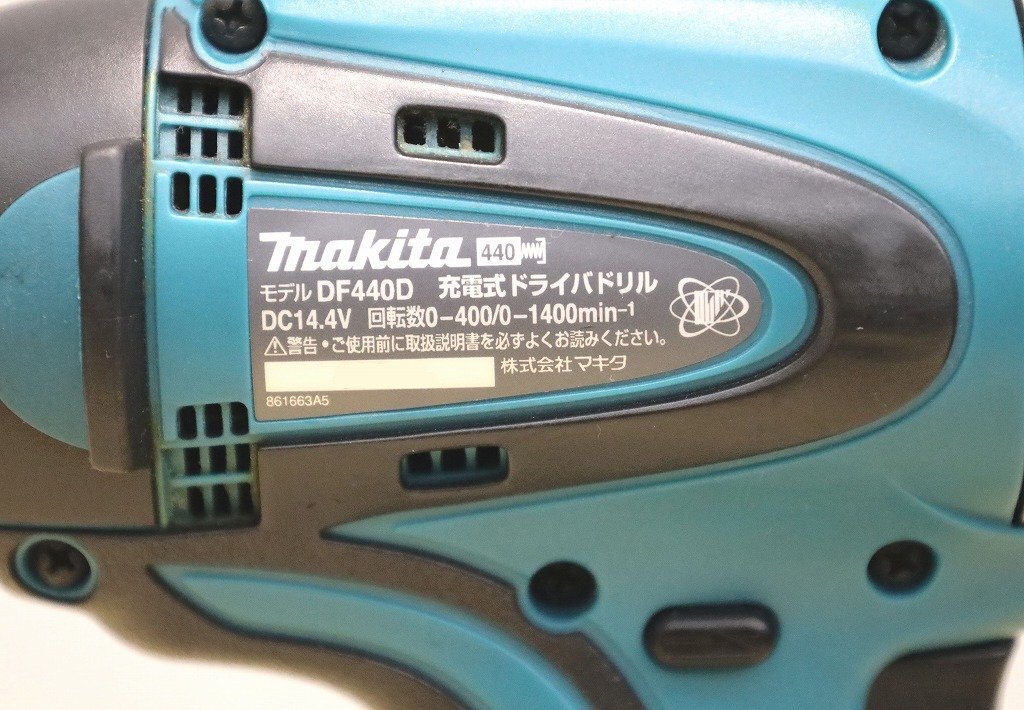 makita 440
モデル DF440D 充電式ドライバドリル
DC14.4V 回転数0-400/0-1400min-1
⚠警告・ご使用前に取扱説明書を必ずよくお読みください。
株式会社マキタ
861663A5